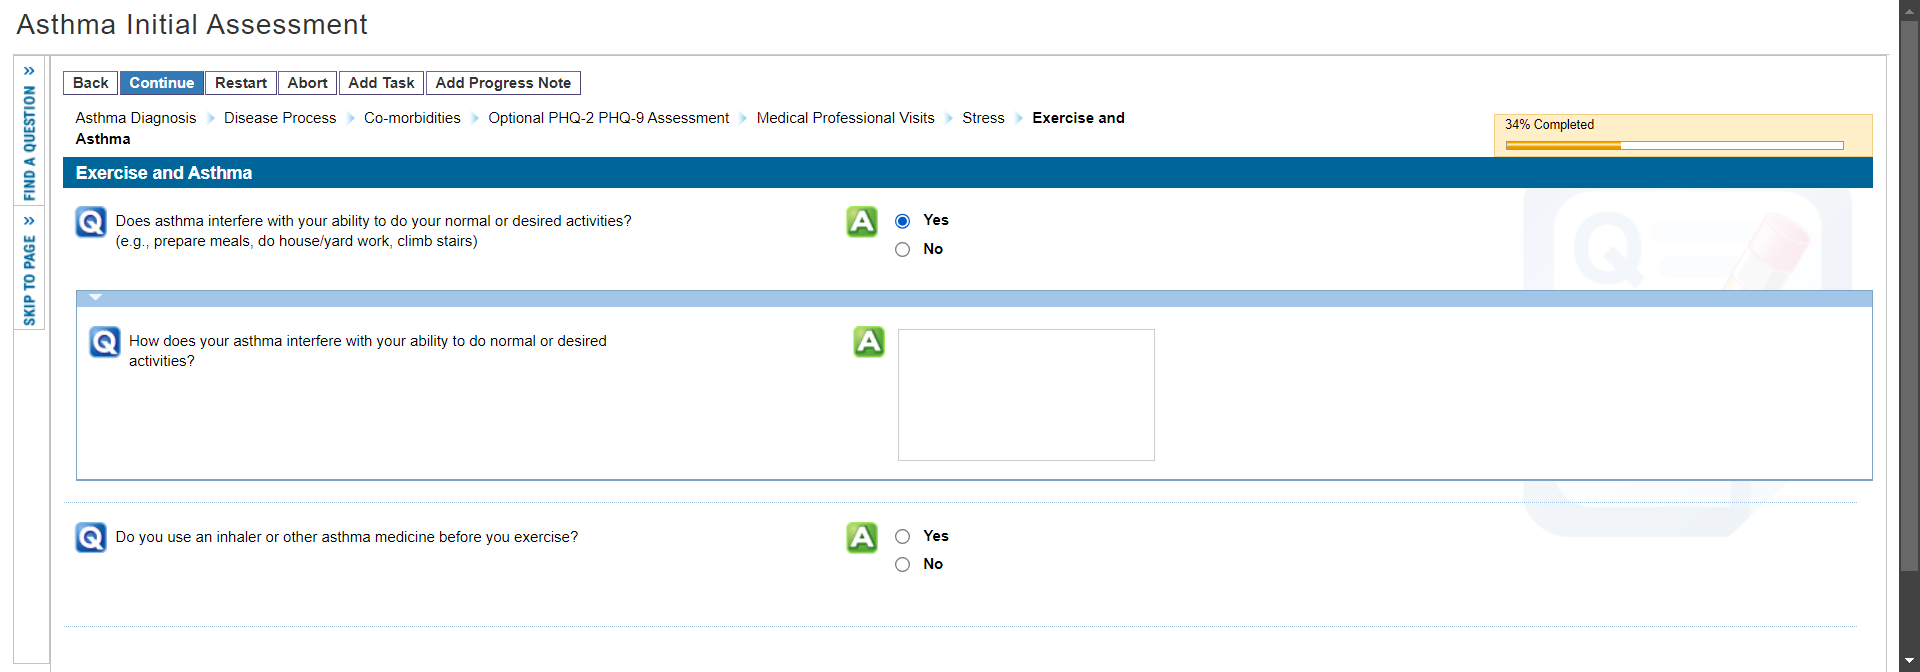 Asthma Initial Assessment
FIND A QUESTION
SKIP TO PAGE
Back Continue Restart Abort Add Task Add Progress Note
Asthma Diagnosis Disease Process Co-morbidities Optional PHQ-2 PHQ-9 Assessment Medical Professional Visits Stress Exercise and
Asthma
34% Completed
Exercise and Asthma
Q Does asthma interfere with your ability to do your normal or desired activities?
(e.g., prepare meals, do house/yard work, climb stairs)
A Yes
No
Q How does your asthma interfere with your ability to do normal or desired
activities?
A
Q Do you use an inhaler or other asthma medicine before you exercise?
A Yes
No